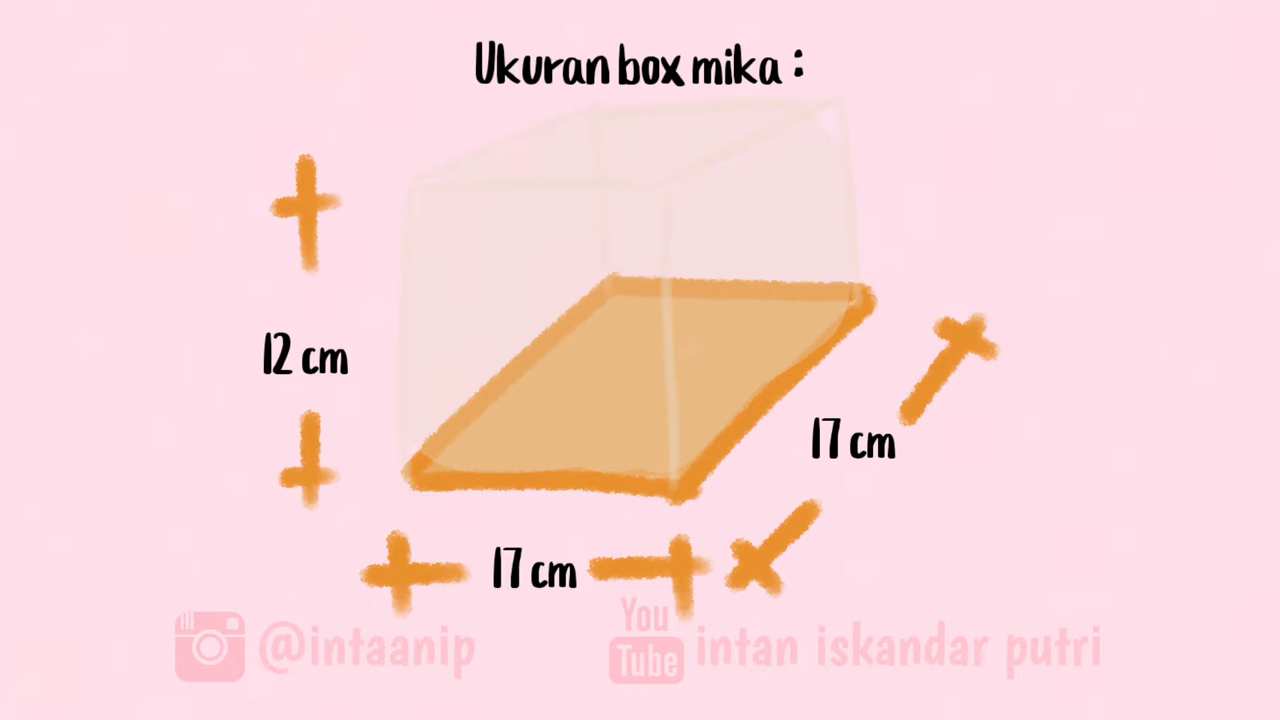 Ukuran box mika :
12 cm
17 cm
17 cm
@intaanip
You
Tube intan iskandar putri